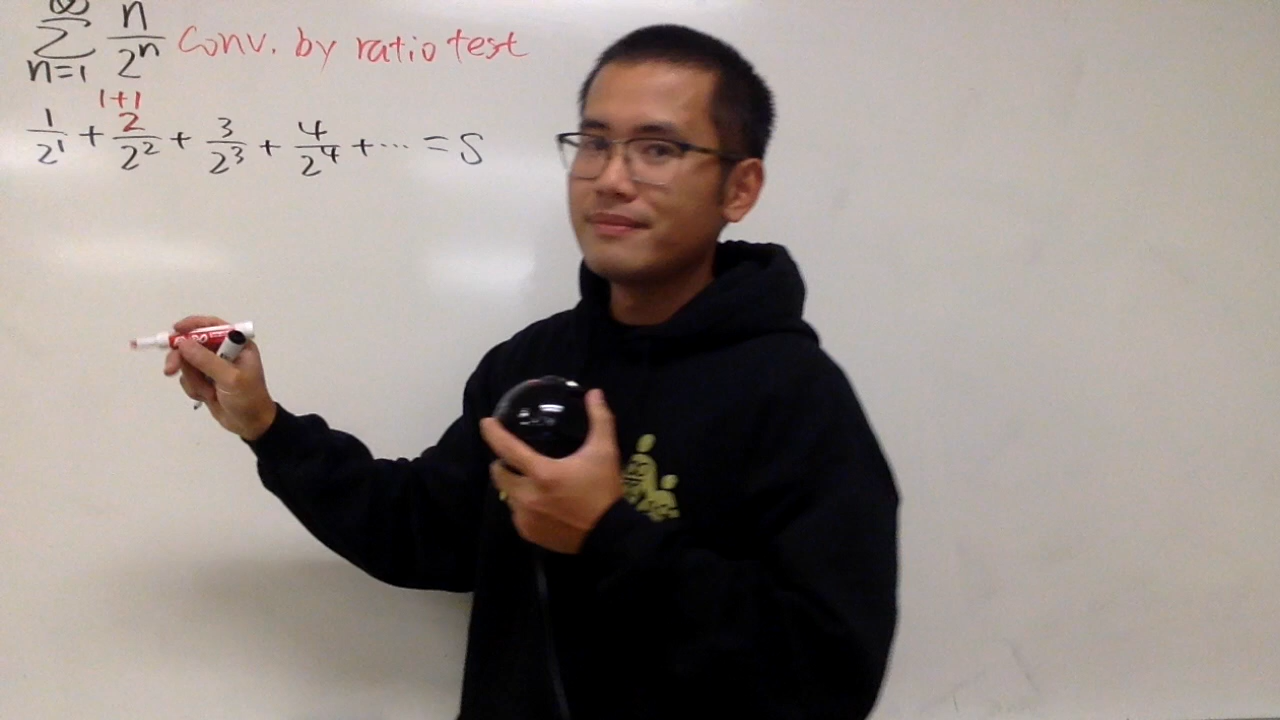 ∞ n
∑ — conv. by ratio test
n=1 2ⁿ
1+1
1/2¹ + 2/2² + 3/2³ + 4/2⁴ + ⋯ = S